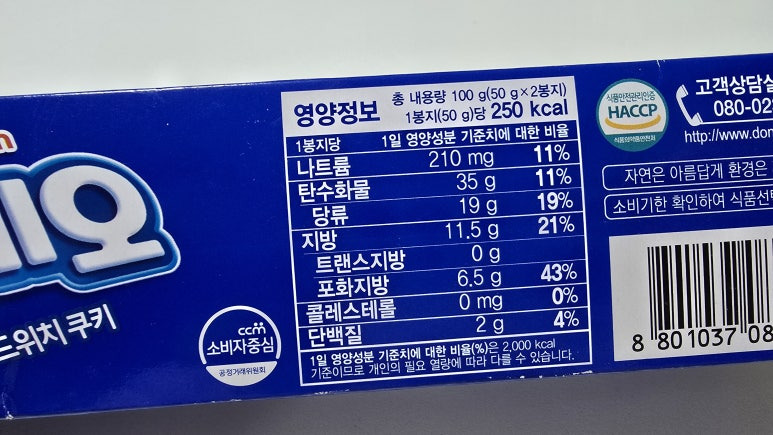 영양정보
총 내용량 100 g(50 g×2봉지)
1봉지(50 g)당 250 kcal
1봉지당 1일 영양성분 기준치에 대한 비율
나트륨 210 mg 11%
탄수화물 35 g 11%
당류 19 g 19%
지방 11.5 g 21%
트랜스지방 0 g
포화지방 6.5 g 43%
콜레스테롤 0 mg 0%
단백질 2 g 4%
1일 영양성분 기준치에 대한 비율(%)은 2,000 kcal
기준이므로 개인의 필요 열량에 따라 다를 수 있습니다.
오
드위치 쿠키
ccm
소비자중심
공정거래위원회
식품안전관리인증
HACCP
식품의약품안전처
고객상담실
080-02
http://www.don
자연은 아름답게 환경은
소비기한 확인하여 식품선택
8 801037 08